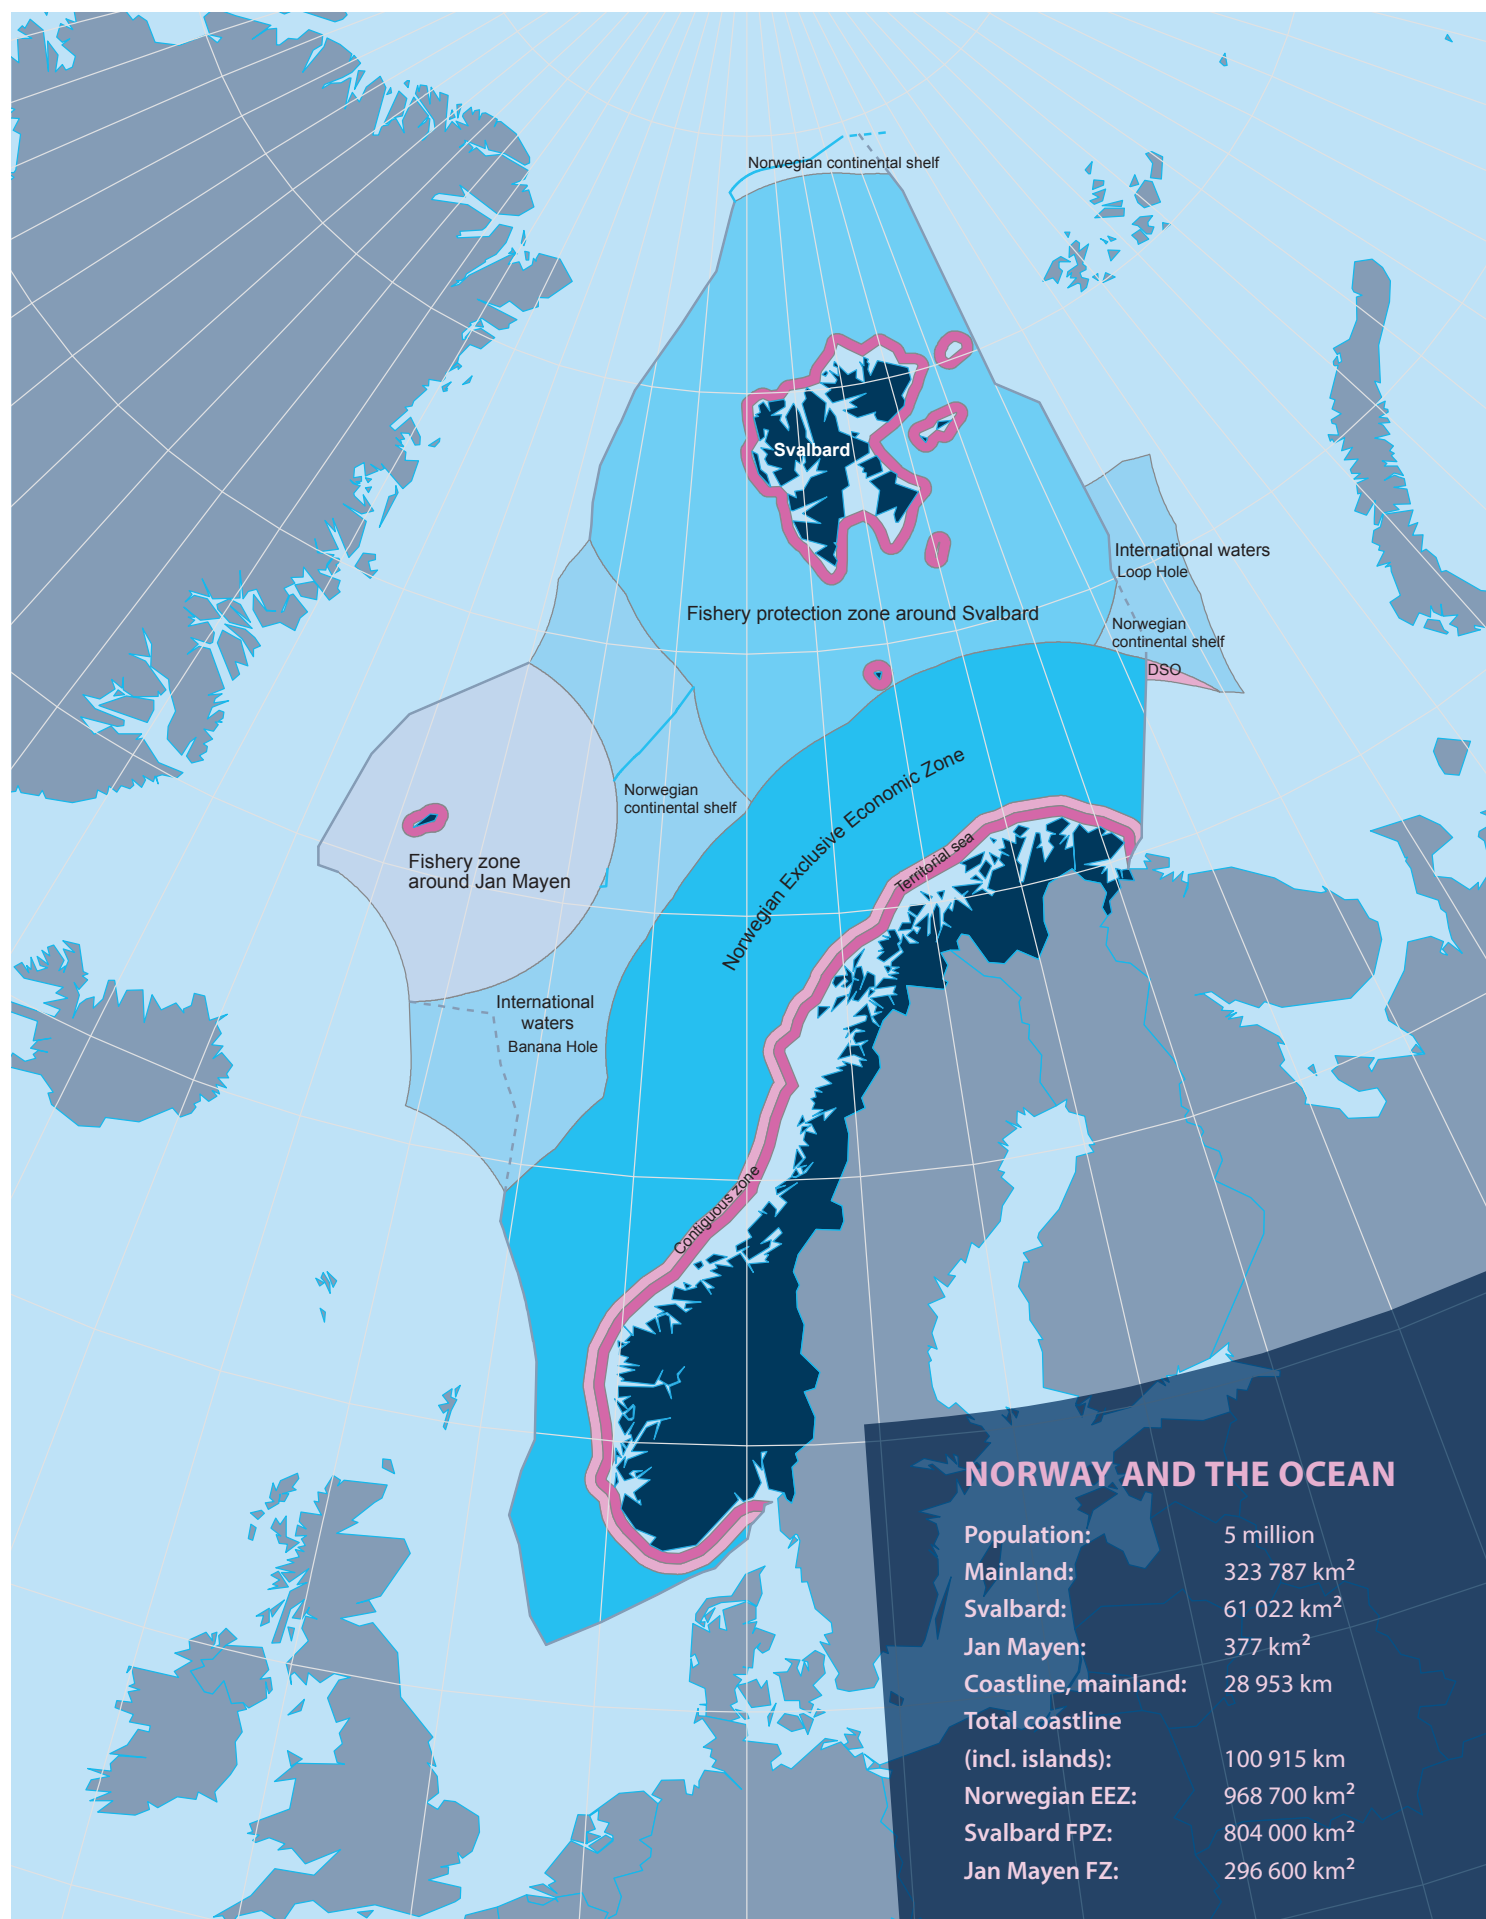 Norwegian continental shelf
Svalbard
International waters
Loop Hole
Fishery protection zone around Svalbard
Norwegian
continental shelf
DSO
Norwegian Exclusive Economic Zone
Norwegian
continental shelf
Territorial sea
Fishery zone
around Jan Mayen
International
waters
Banana Hole
Contiguous zone
NORWAY AND THE OCEAN
Population: 5 million
Mainland: 323 787 km²
Svalbard: 61 022 km²
Jan Mayen: 377 km²
Coastline, mainland: 28 953 km
Total coastline
(incl. islands): 100 915 km
Norwegian EEZ: 968 700 km²
Svalbard FPZ: 804 000 km²
Jan Mayen FZ: 296 600 km²